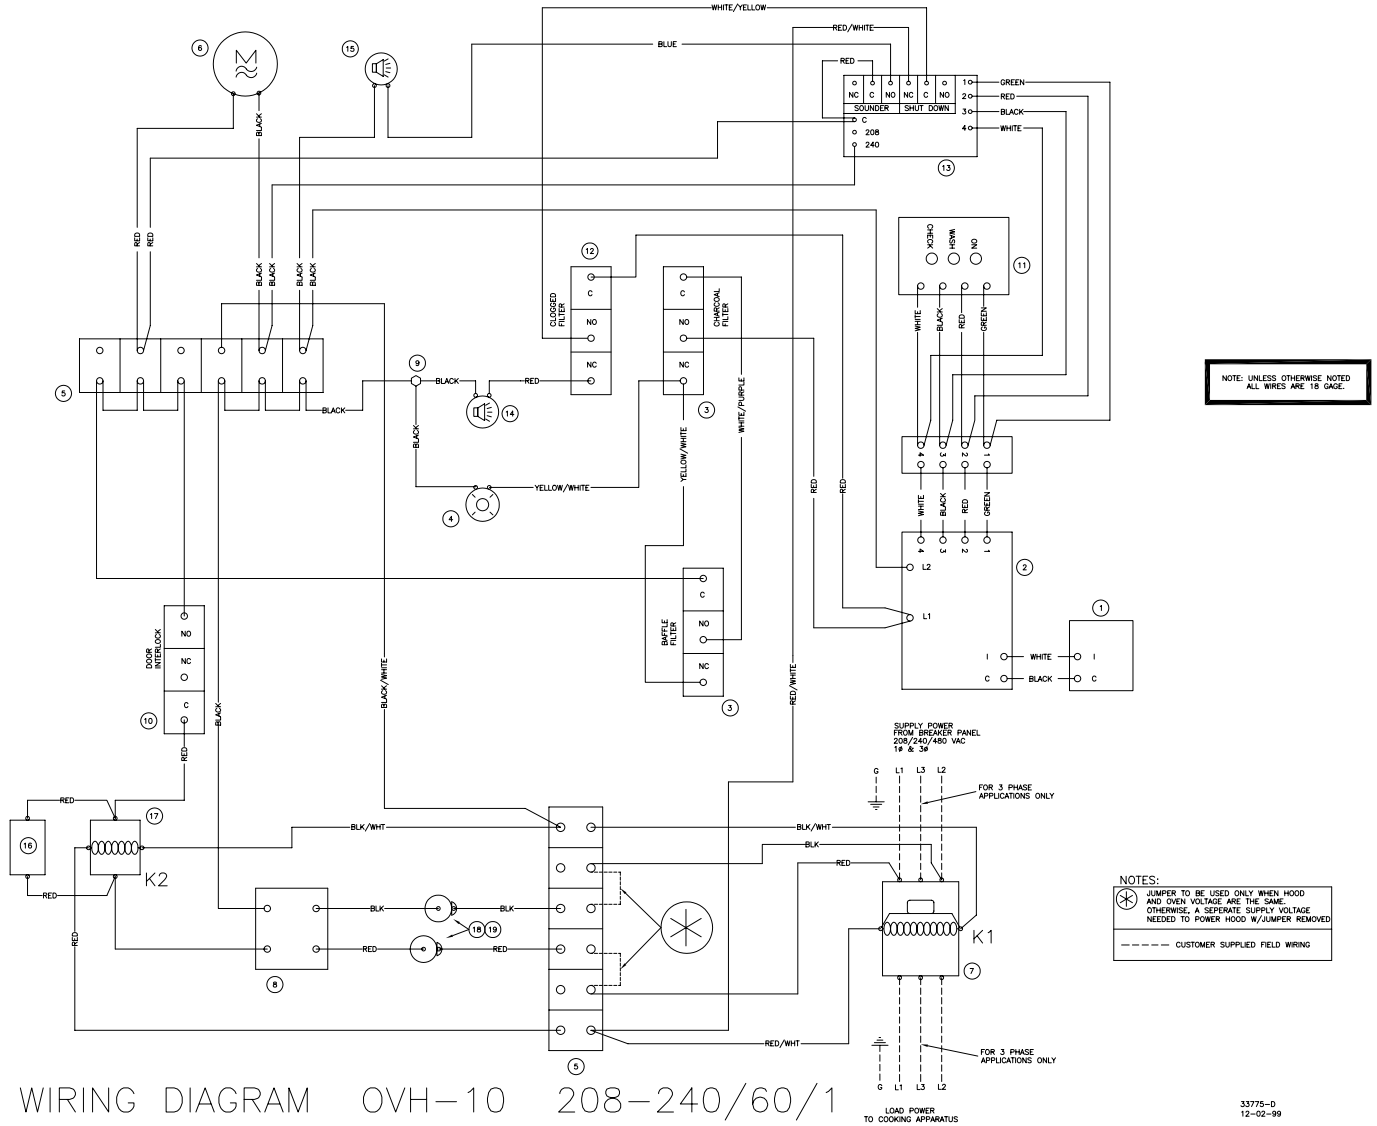 WHITE/YELLOW
RED/WHITE
BLUE
6
15
RED
NC C NO NC C NO
SOUNDER SHUT DOWN
C
208
240
1
2
3
4
GREEN
RED
BLACK
WHITE
13
BLACK
RED
RED
BLACK
BLACK
BLACK
BLACK
12
CLOGGED
FILTER
C
NO
NC
CHARCOAL
FILTER
C
NO
NC
3
CHECK
WASH
ON
11
WHITE
BLACK
RED
GREEN
5
9
BLACK
RED
14
BLACK
BLACK
YELLOW/WHITE
4
YELLOW/WHITE
WHITE/PURPLE
RED
RED
NOTE: UNLESS OTHERWISE NOTED
ALL WIRES ARE 18 GAGE.
4 3 2 1
WHITE
BLACK
RED
GREEN
4 3 2 1
L2
L1
2
I
C
WHITE
BLACK
I
C
1
BAFFLE
FILTER
C
NO
NC
3
DOOR
INTERLOCK
NO
NC
C
10
RED
BLACK
BLACK/WHITE
RED/WHITE
SUPPLY POWER
FROM BREAKER PANEL
208/240/480 VAC
1ø & 3ø
G L1 L3 L2
FOR 3 PHASE
APPLICATIONS ONLY
RED
17
16
K2
RED
RED
BLK/WHT
BLK/WHT
BLK
RED
BLK
BLK
18 19
RED
RED
8
K1
7
RED/WHT
5
FOR 3 PHASE
APPLICATIONS ONLY
G L1 L3 L2
LOAD POWER
TO COOKING APPARATUS
NOTES:
JUMPER TO BE USED ONLY WHEN HOOD
AND OVEN VOLTAGE ARE THE SAME.
OTHERWISE, A SEPERATE SUPPLY VOLTAGE
NEEDED TO POWER HOOD W/JUMPER REMOVED
CUSTOMER SUPPLIED FIELD WIRING
WIRING DIAGRAM OVH-10 208-240/60/1
33775-D
12-02-99